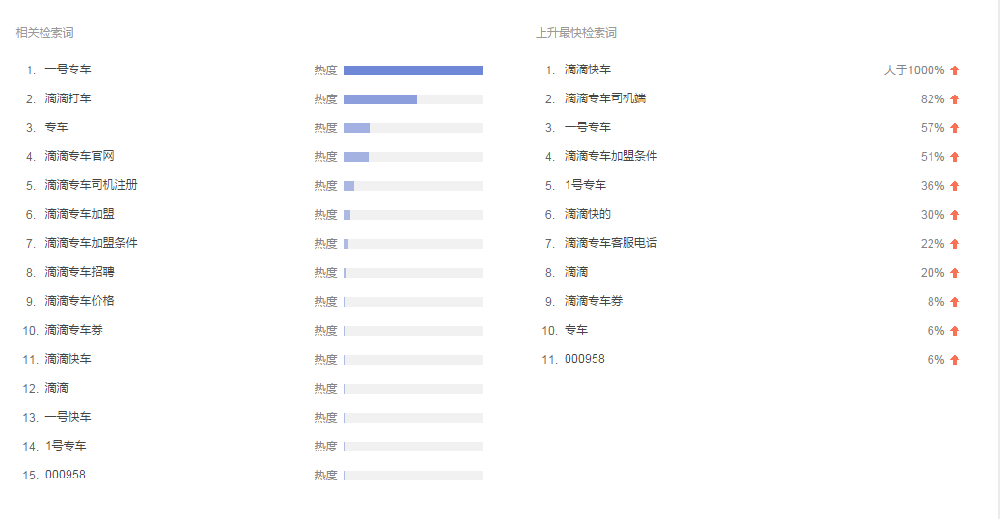 相关检索词
1. 一号专车 热度
2. 滴滴打车 热度
3. 专车 热度
4. 滴滴专车官网 热度
5. 滴滴专车司机注册 热度
6. 滴滴专车加盟 热度
7. 滴滴专车加盟条件 热度
8. 滴滴专车招聘 热度
9. 滴滴专车价格 热度
10. 滴滴专车券 热度
11. 滴滴快车 热度
12. 滴滴 热度
13. 一号快车 热度
14. 1号专车 热度
15. 000958 热度
上升最快检索词
1. 滴滴快车 大于1000%
2. 滴滴专车司机端 82%
3. 一号专车 57%
4. 滴滴专车加盟条件 51%
5. 1号专车 36%
6. 滴滴快的 30%
7. 滴滴专车客服电话 22%
8. 滴滴 20%
9. 滴滴专车券 8%
10. 专车 6%
11. 000958 6%